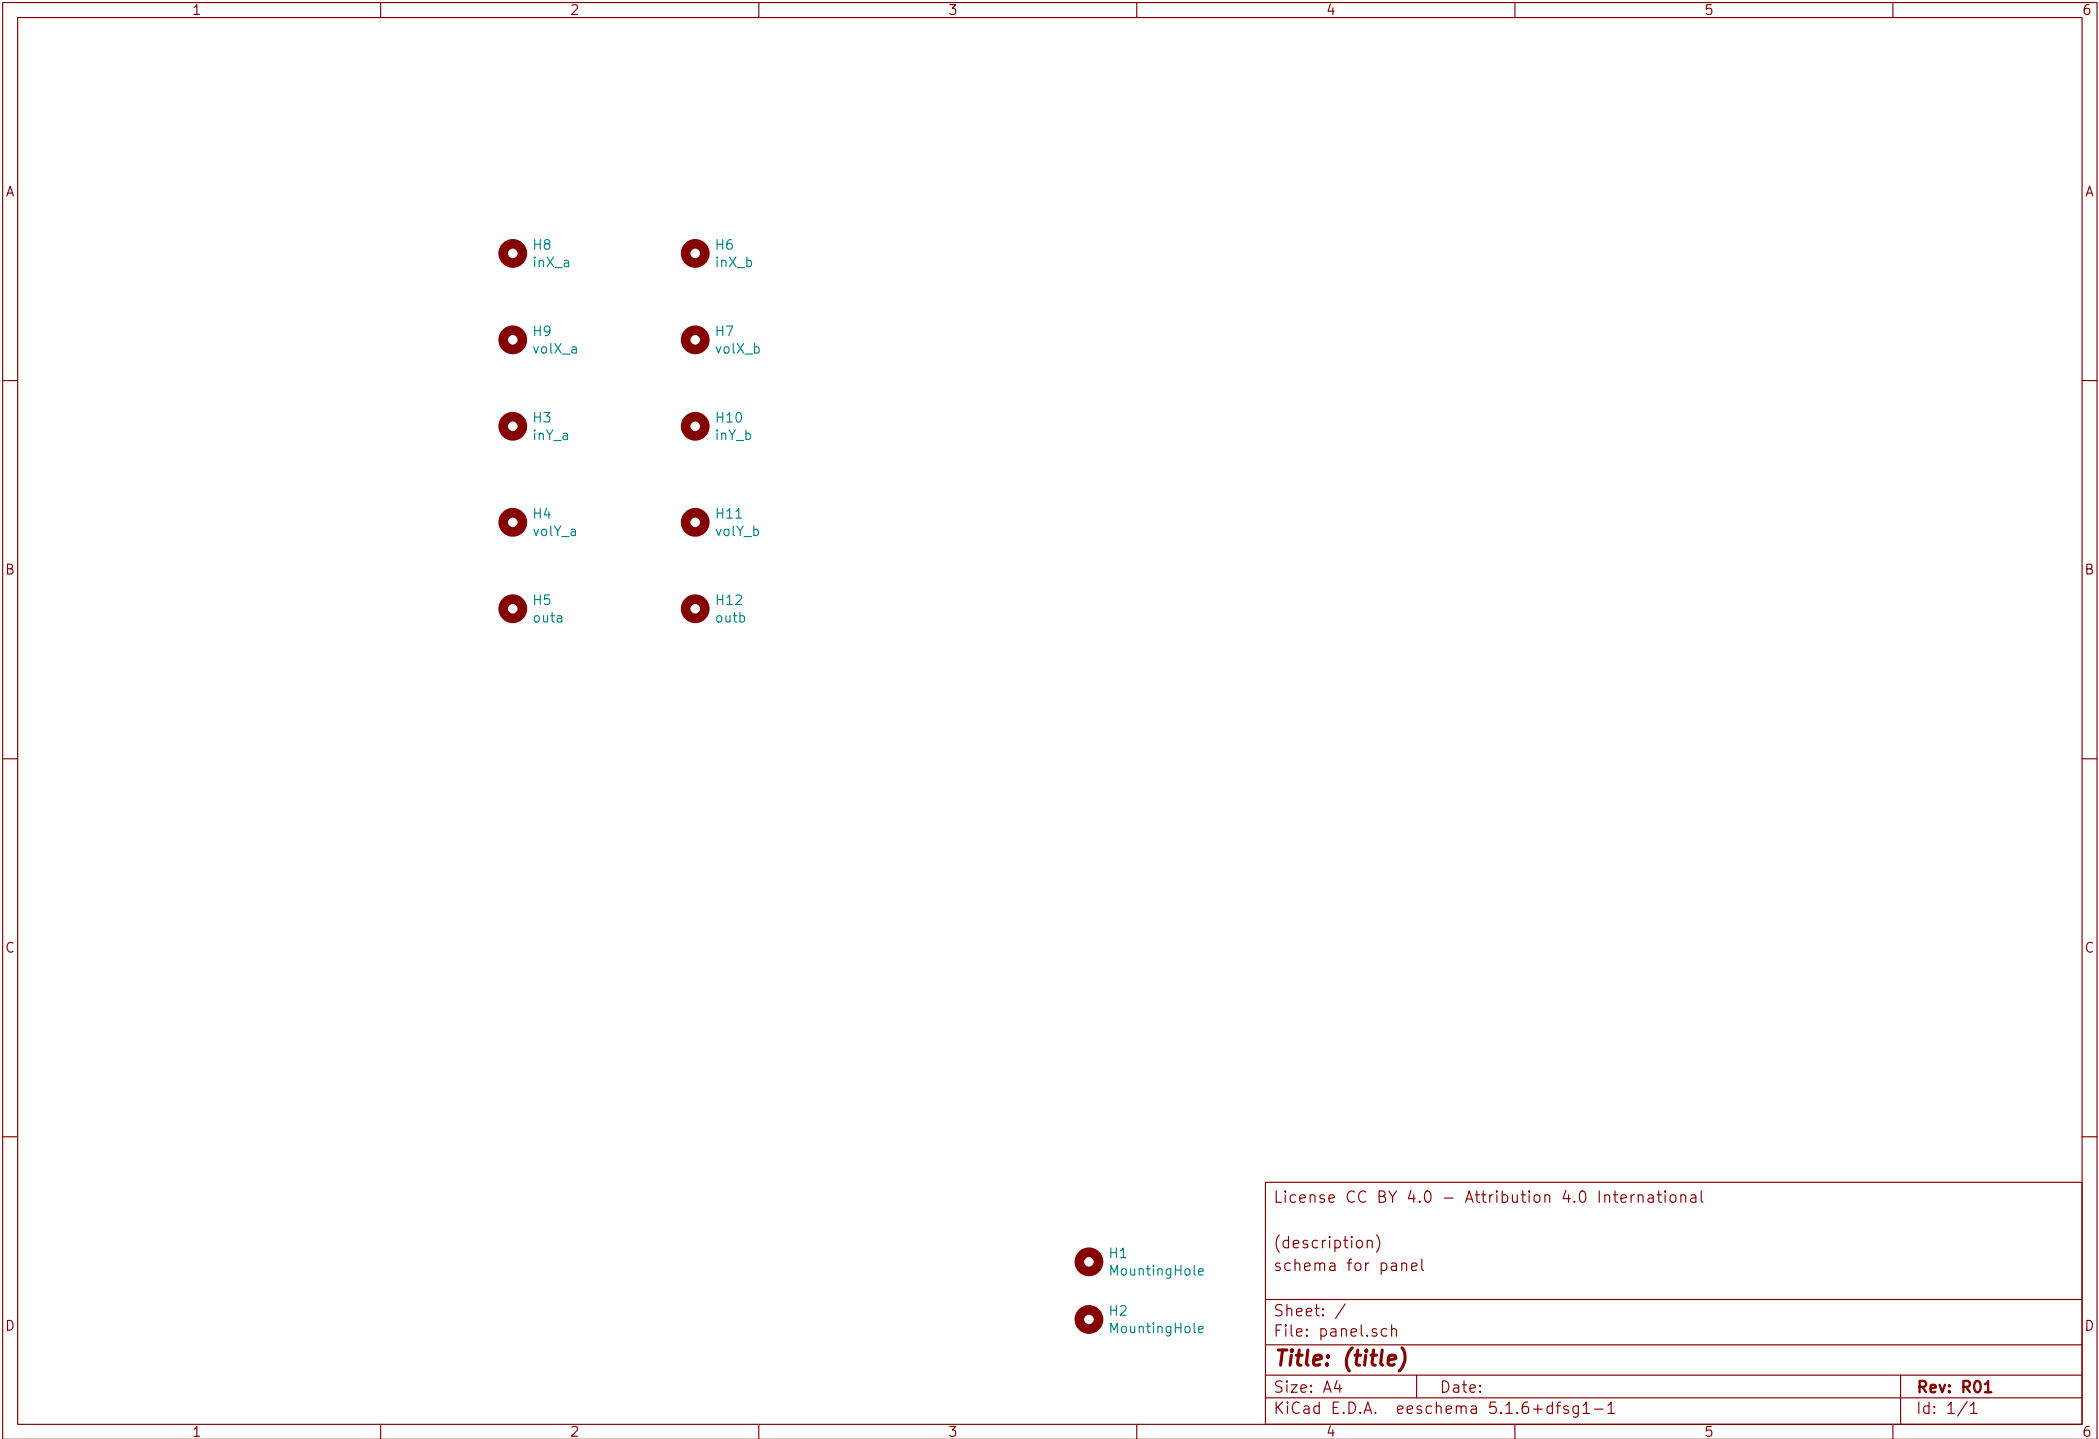 1 2 3 4 5 6
A A
H8 H6
inX_a inX_b
H9 H7
volX_a volX_b
H3 H10
inY_a inY_b
H4 H11
volY_a volY_b
B B
H5 H12
outa outb
C C
License CC BY 4.0 - Attribution 4.0 International
(description)
schema for panel
H1
MountingHole
H2
MountingHole
Sheet: /
File: panel.sch
D D
Title: (title)
Size: A4 Date: Rev: R01
KiCad E.D.A. eeschema 5.1.6+dfsg1-1 Id: 1/1
1 2 3 4 5 6